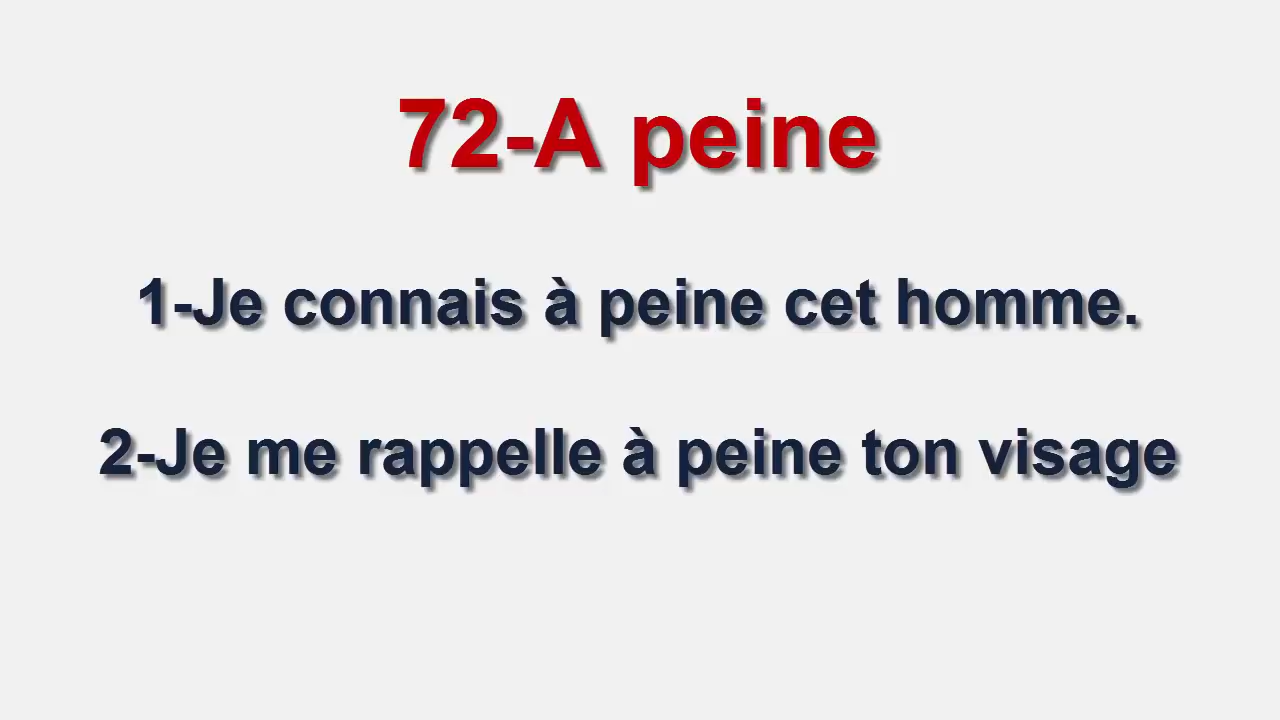 72-A peine
1-Je connais à peine cet homme.
2-Je me rappelle à peine ton visage